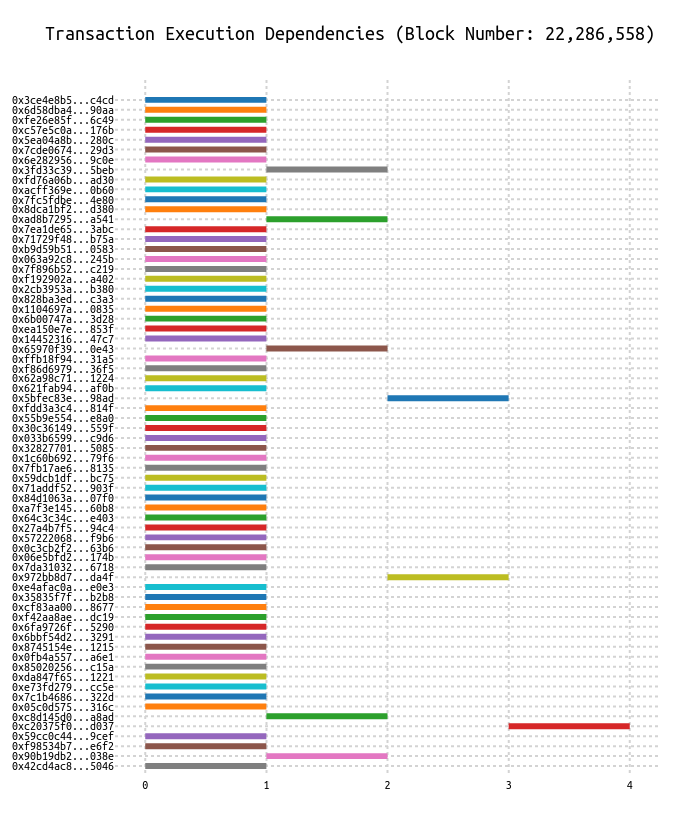 Transaction Execution Dependencies (Block Number: 22,286,558)
0x3ce4e8b5...c4cd
0x6d58dba4...90aa
0xfe26e85f...6c49
0xc57e5c0a...176b
0x5ea04a8b...280c
0x7cde0674...29d3
0x6e282956...9c0e
0x3fd33c39...5beb
0xfd76a06b...ad30
0xacff369e...0b60
0x7fc5fdbe...4e80
0x8dca1bf2...d380
0xad8b7295...a541
0x7ea1de65...3abc
0x71729f48...b75a
0xb9d59b51...0583
0x063a92c8...245b
0x7f896b52...c219
0xf192902a...a402
0x2cb3953a...b380
0x828ba3ed...c3a3
0x1104697a...0835
0x6b00747a...3d28
0xea150e7e...853f
0x14452316...47c7
0x65970f39...0e43
0xffb18f94...31a5
0xf86d6979...36f5
0x62a98c71...1224
0x621fab94...af0b
0x5bfec83e...98ad
0xfdd3a3c4...814f
0x55b9e554...e8a0
0x30c36149...559f
0x033b6599...c9d6
0x32827701...5085
0x1c60b692...79f6
0x7fb17ae6...8135
0x59dcb1df...bc75
0x71addf52...903f
0x84d1063a...07f0
0xa7f3e145...60b8
0x64c3c34c...e403
0x27a4b7f5...94c4
0x57222068...f9b6
0x0c3cb2f2...63b6
0x06e5bfd2...174b
0x7da31032...6718
0x972bb8d7...da4f
0xe4afac0a...e0e3
0x35835f7f...b2b8
0xcf83aa00...8677
0xf42aa8ae...dc19
0x6fa9726f...5290
0x6bbf54d2...3291
0x8745154e...1215
0x0fb4a557...a6e1
0x85020256...c15a
0xda847f65...1221
0xe73fd279...cc5e
0x7c1b4686...322d
0x05c0d575...316c
0xc8d145d0...a8ad
0xc20375f0...d037
0x59cc0c44...9cef
0xf98534b7...e6f2
0x90b19db2...038e
0x42cd4ac8...5046
0 1 2 3 4